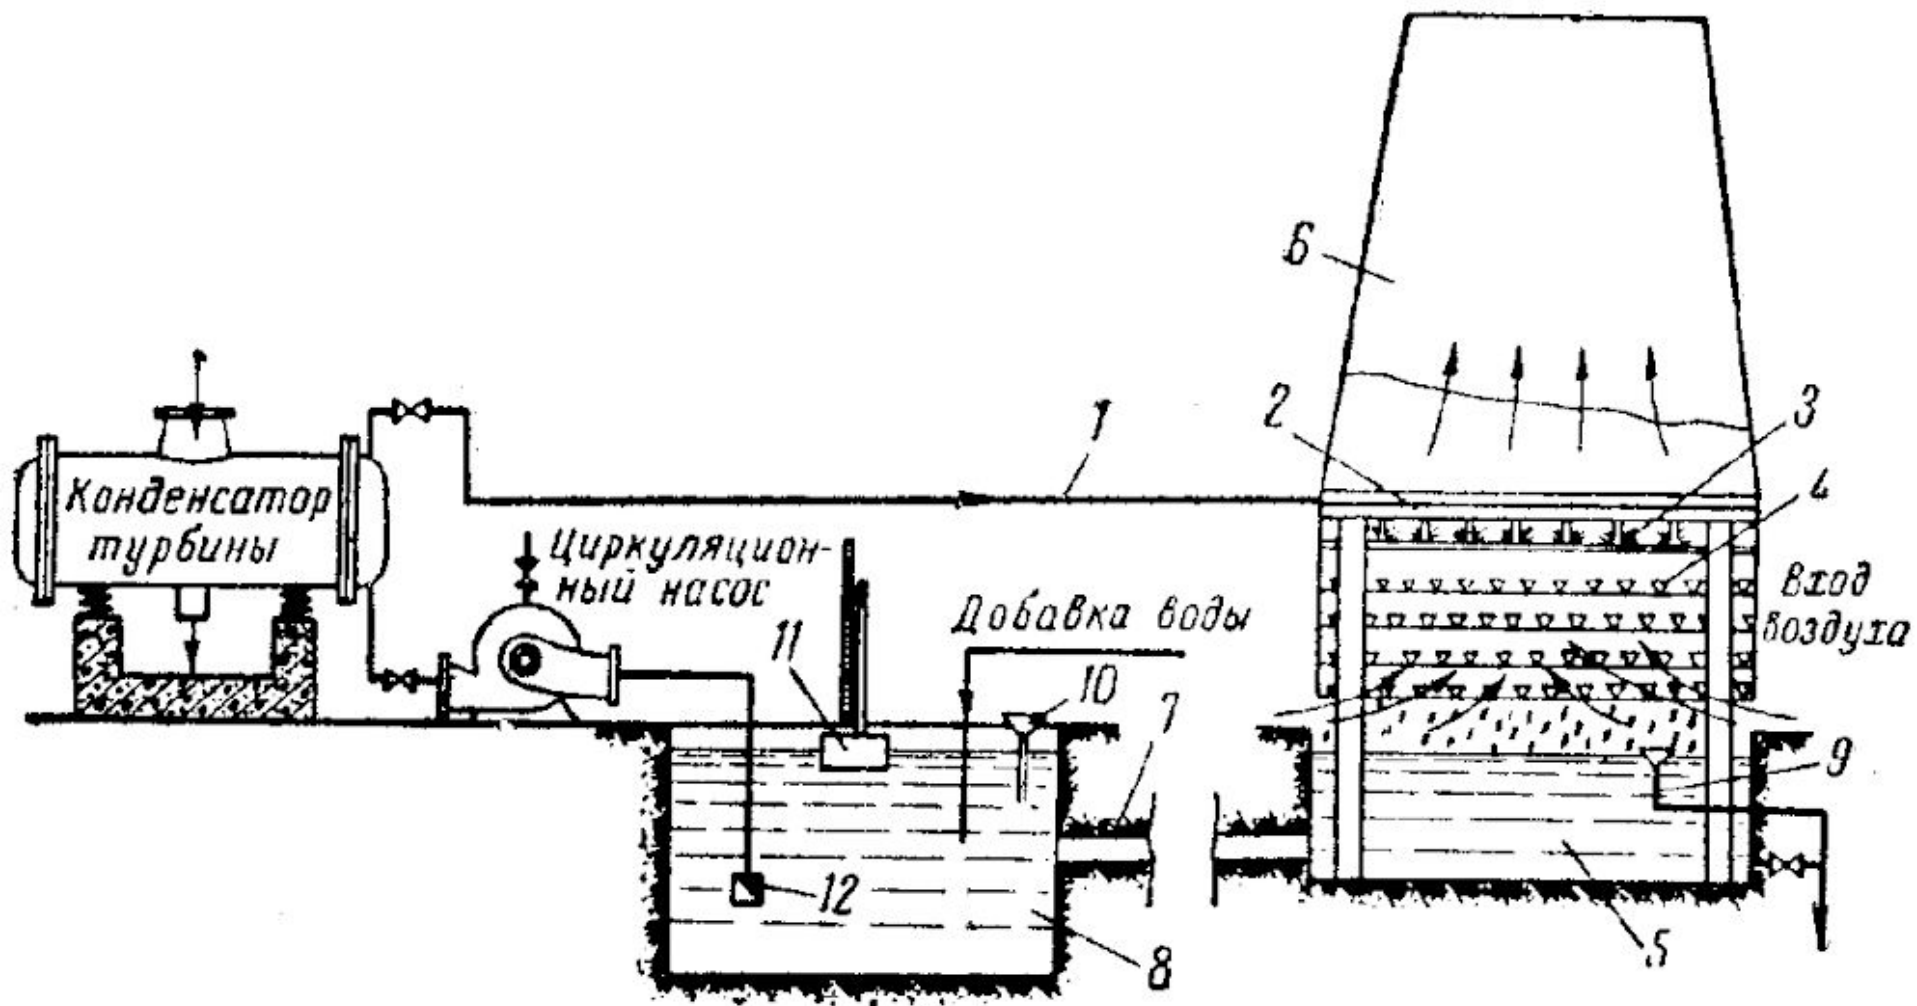 6
1
2
3
4
Конденсатор
турбины
Циркуляцион-
ный насос
Вход
воздуха
Добавка воды
11
10
7
9
12
8
5